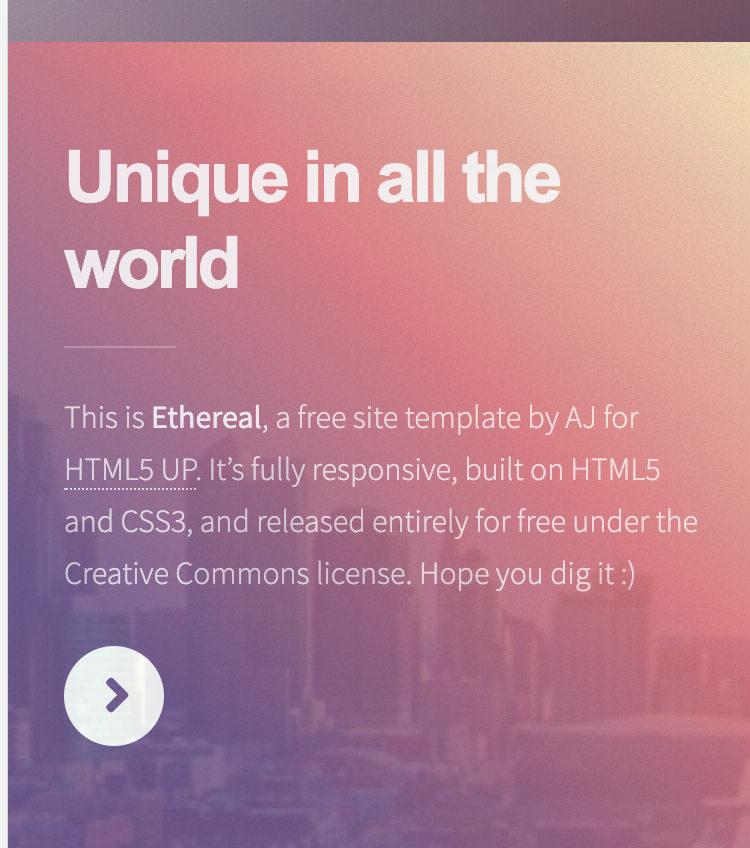 Unique in all the
world
This is Ethereal, a free site template by AJ for
HTML5 UP. It’s fully responsive, built on HTML5
and CSS3, and released entirely for free under the
Creative Commons license. Hope you dig it :)